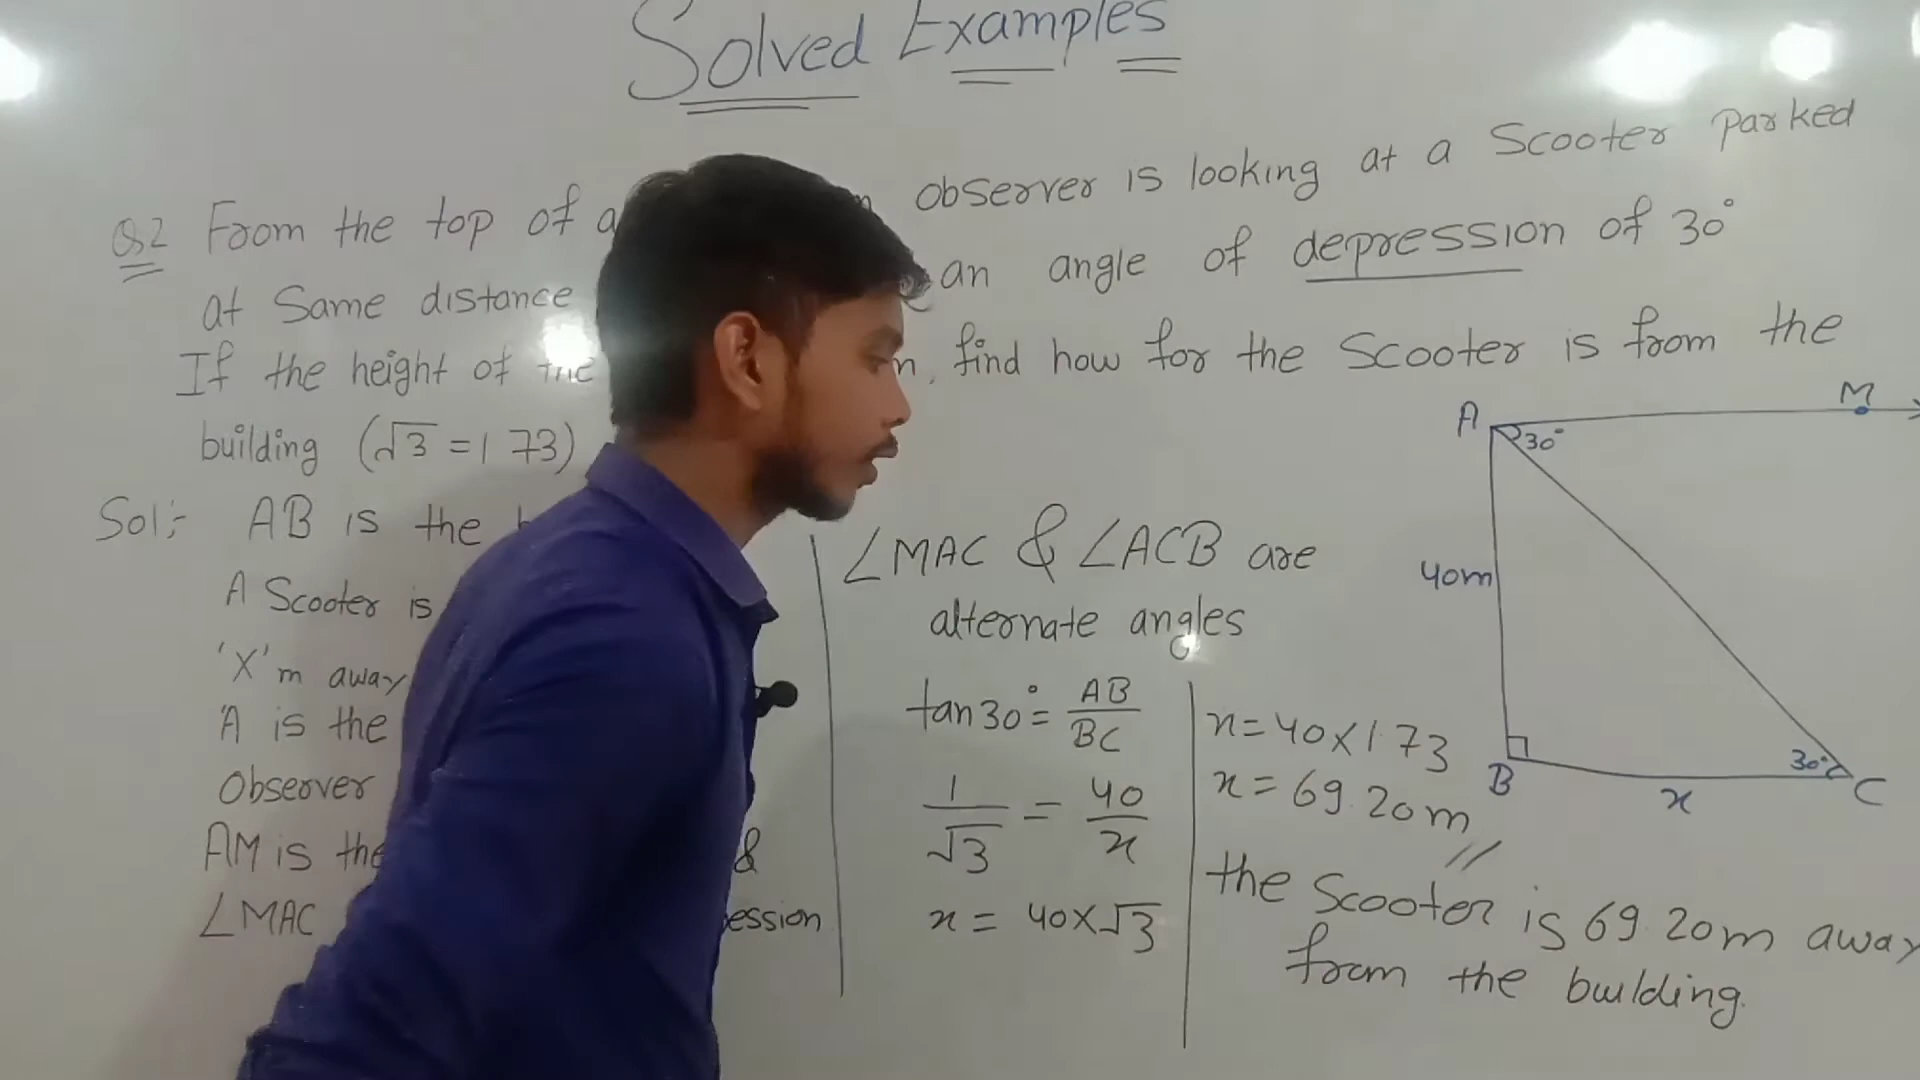 Solved Examples
Q2 From the top of a observer is looking at a Scooter parked
at Same distance an angle of depression of 30°
If the height of the find how for the Scooter is from the
building (√3 = 1 73)
A M
30°
40m
B x 30° C
Sol:- AB is the
A Scooter is
'X'm away
'A is the
Observer
AM is the &
∠MAC ession
∠MAC & ∠ACB are
alternate angles
tan30° = AB/BC
1/√3 = 40/x
x = 40×√3
x = 40×1.73
x = 69.20m
the Scooter is 69.20m away
from the building.